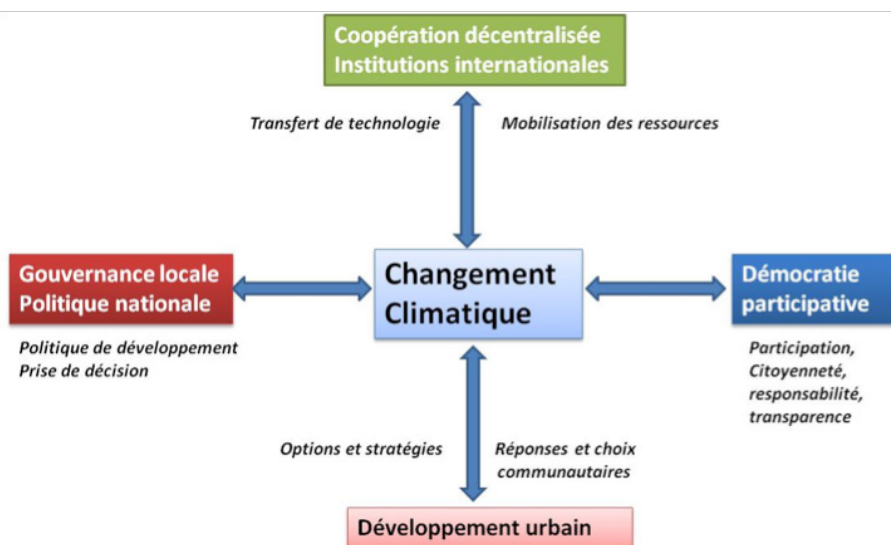 Coopération décentralisée
Institutions internationales
Transfert de technologie
Mobilisation des ressources
Gouvernance locale
Politique nationale
Changement
Climatique
Démocratie
participative
Politique de développement
Prise de décision
Participation,
Citoyenneté,
responsabilité,
transparence
Options et stratégies
Réponses et choix
communautaires
Développement urbain